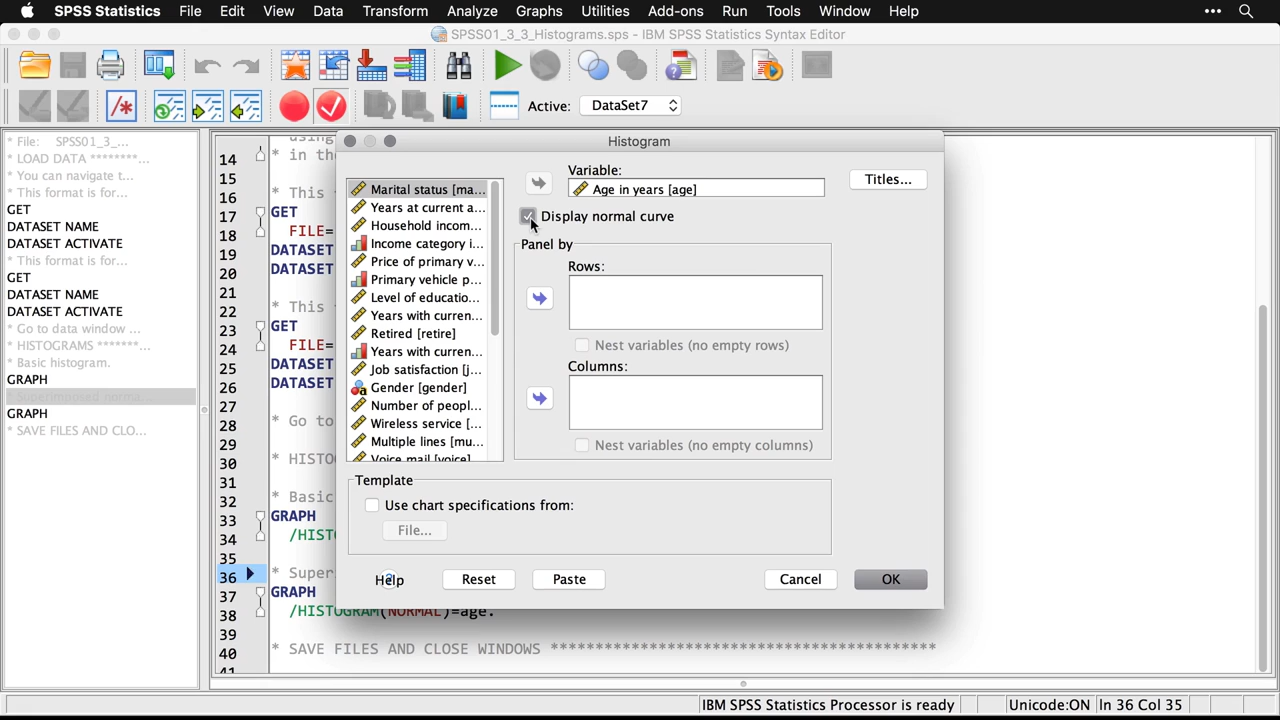 SPSS Statistics File Edit View Data Transform Analyze Graphs Utilities Add-ons Run Tools Window Help
SPSS01_3_3_Histograms.sps - IBM SPSS Statistics Syntax Editor
Active: DataSet7
* File: SPSS01_3_...
* LOAD DATA ********...
* You can navigate t...
* This format is for...
GET
DATASET NAME
DATASET ACTIVATE
* This format is for...
GET
DATASET NAME
DATASET ACTIVATE
* Go to data window ...
* HISTOGRAMS *******...
* Basic histogram.
GRAPH
* Superimposed norma...
GRAPH
* SAVE FILES AND CLO...
14 * in th
15
16 * This
17 GET
18 FILE=
19 DATASET
20 DATASET
21
22 * This
23 GET
24 FILE=
25 DATASET
26 DATASET
27
28 * Go to
29
30 * HISTO
31
32 * Basic
33 GRAPH
34 /HIST
35
36 * Super
37 GRAPH
38 /HISTOGRAM(NORMAL)=age.
39
40 * SAVE FILES AND CLOSE WINDOWS ******************************************
41
Histogram
Marital status [ma...
Years at current a...
Household incom...
Income category i...
Price of primary v...
Primary vehicle p...
Level of educatio...
Years with curren...
Retired [retire]
Years with curren...
Job satisfaction [j...
Gender [gender]
Number of peopl...
Wireless service [...
Multiple lines [mu...
Voice mail [voice]
Variable:
Age in years [age]
Titles...
Display normal curve
Panel by
Rows:
Nest variables (no empty rows)
Columns:
Nest variables (no empty columns)
Template
Use chart specifications from:
File...
Help Reset Paste Cancel OK
IBM SPSS Statistics Processor is ready Unicode:ON In 36 Col 35